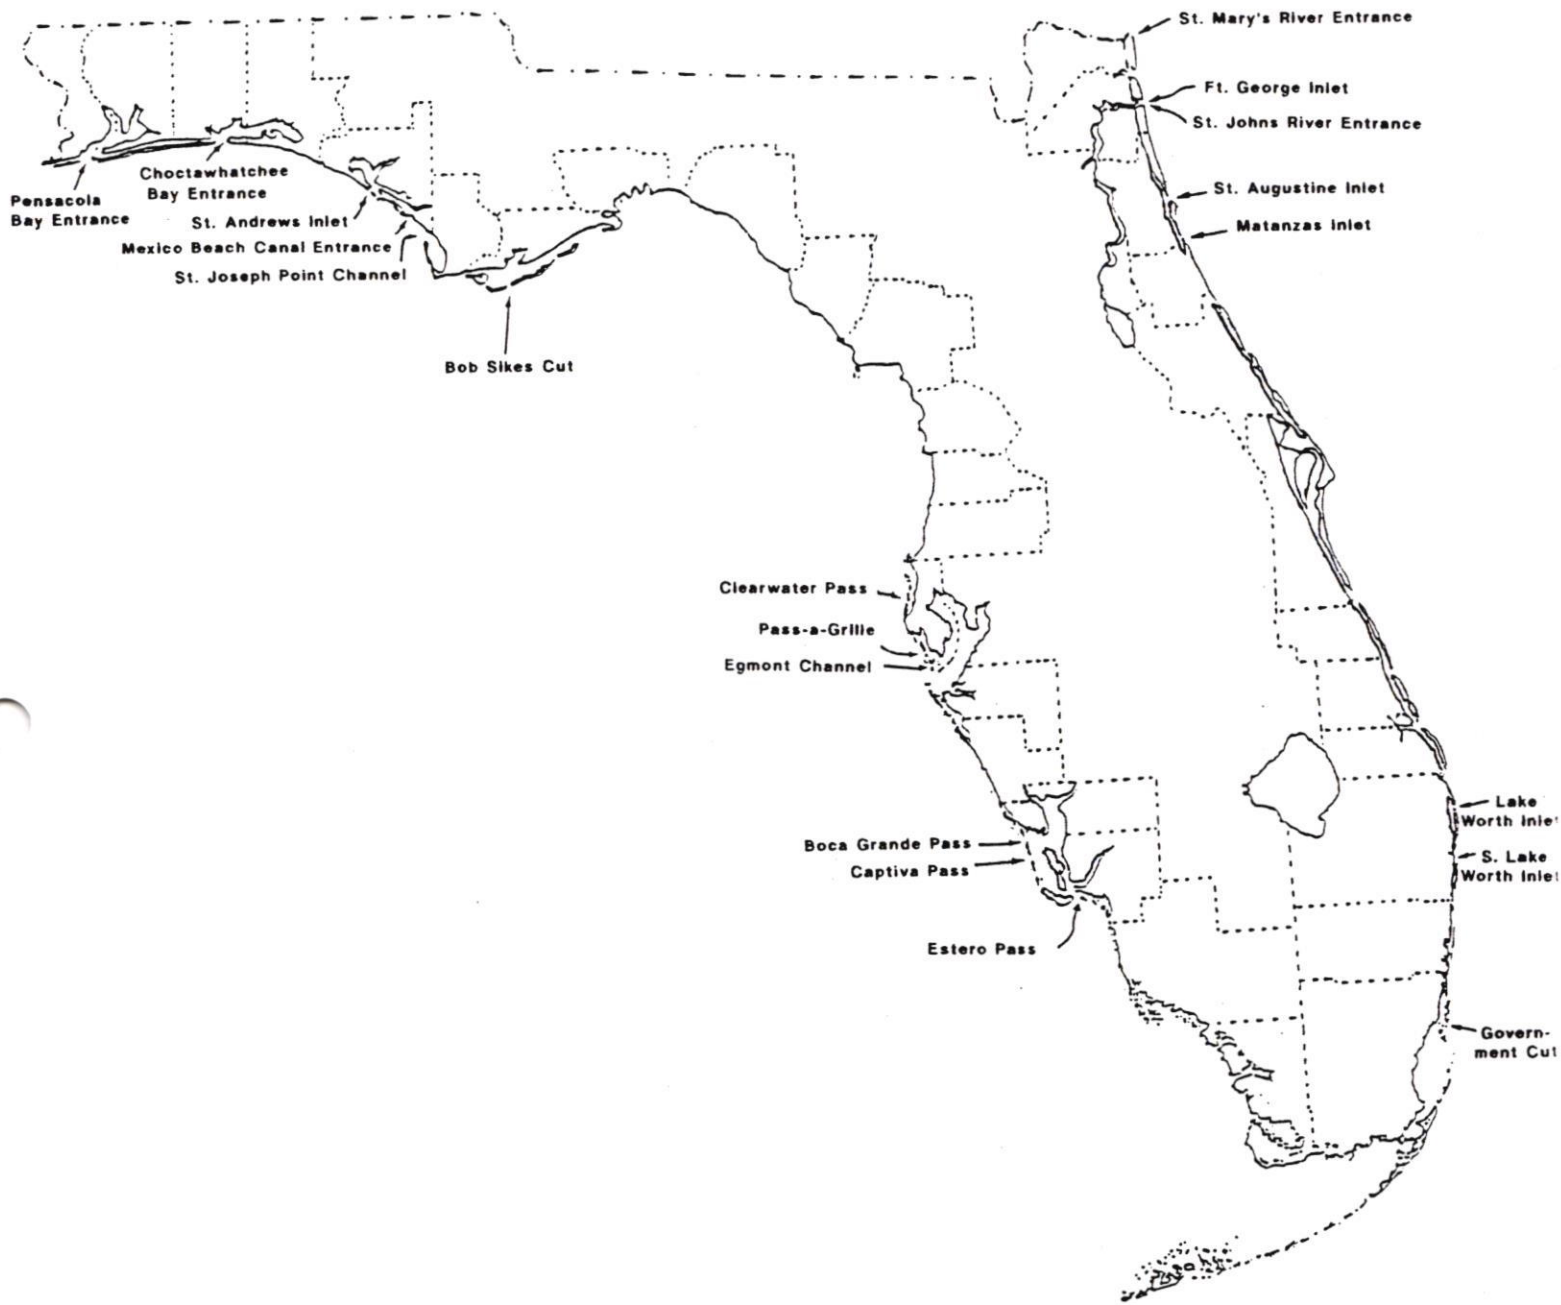 St. Mary's River Entrance
Ft. George Inlet
St. Johns River Entrance
Choctawhatchee
Bay Entrance
Pensacola
Bay Entrance
St. Andrews Inlet
Mexico Beach Canal Entrance
St. Joseph Point Channel
St. Augustine Inlet
Matanzas Inlet
Bob Sikes Cut
Clearwater Pass
Pass-a-Grille
Egmont Channel
Boca Grande Pass
Captiva Pass
Estero Pass
Lake
Worth Inlet
S. Lake
Worth Inlet
Govern-
ment Cut